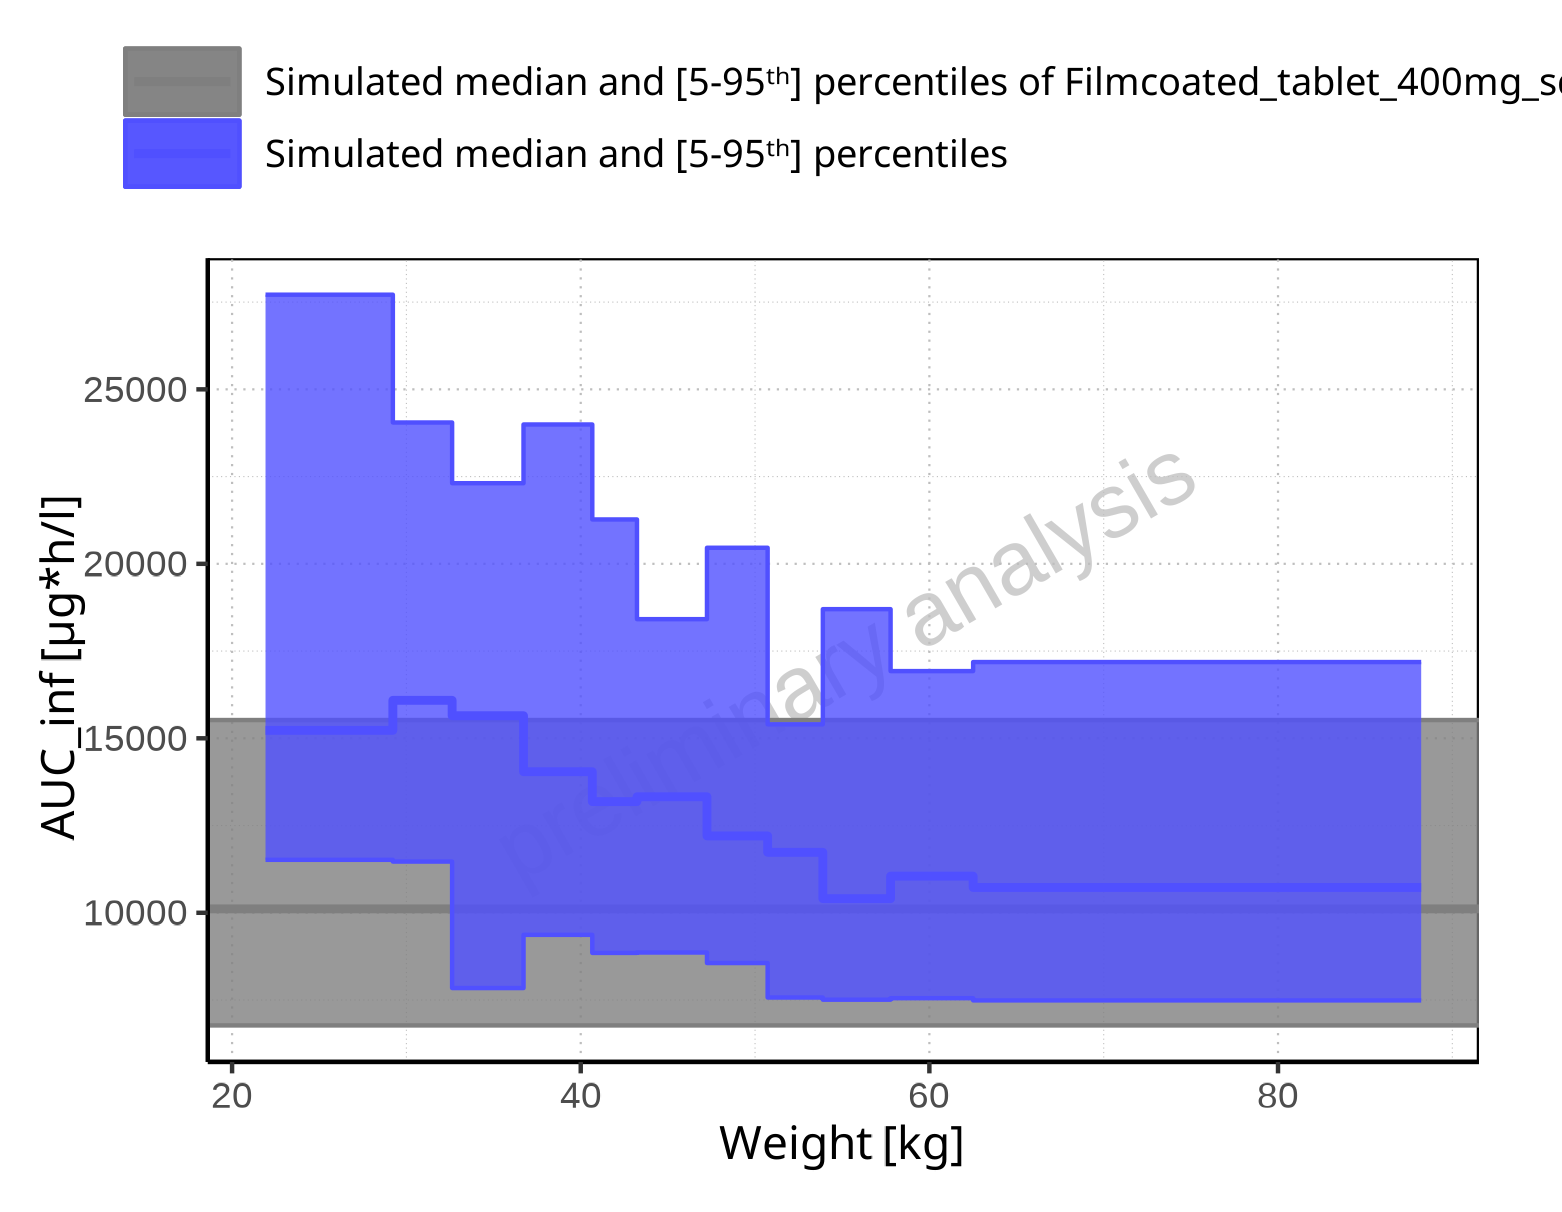 Simulated median and [5-95ᵗʰ] percentiles of Filmcoated_tablet_400mg_s
Simulated median and [5-95ᵗʰ] percentiles
25000
20000
15000
10000
AUC_inf [µg*h/l]
preliminary analysis
20 40 60 80
Weight [kg]